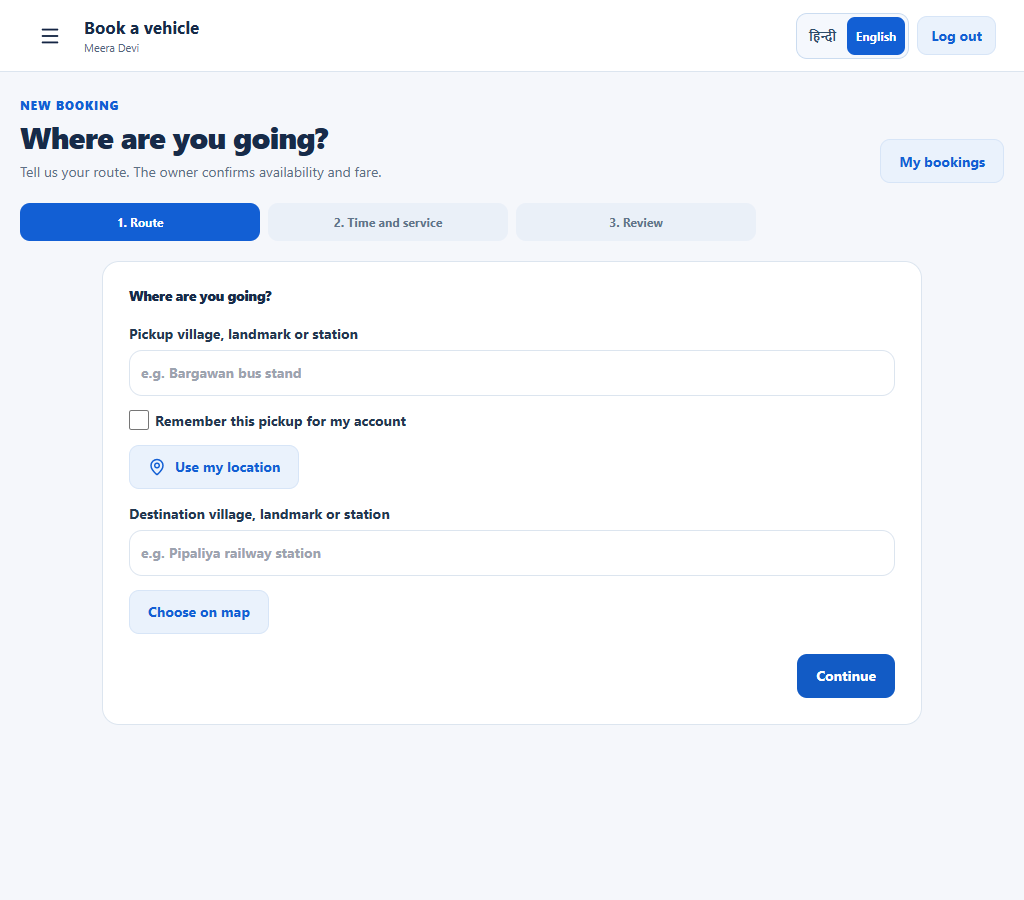 Book a vehicle
Meera Devi
हिन्दी
English
Log out
NEW BOOKING
Where are you going?
Tell us your route. The owner confirms availability and fare.
My bookings
1. Route
2. Time and service
3. Review
Where are you going?
Pickup village, landmark or station
e.g. Bargawan bus stand
Remember this pickup for my account
Use my location
Destination village, landmark or station
e.g. Pipaliya railway station
Choose on map
Continue